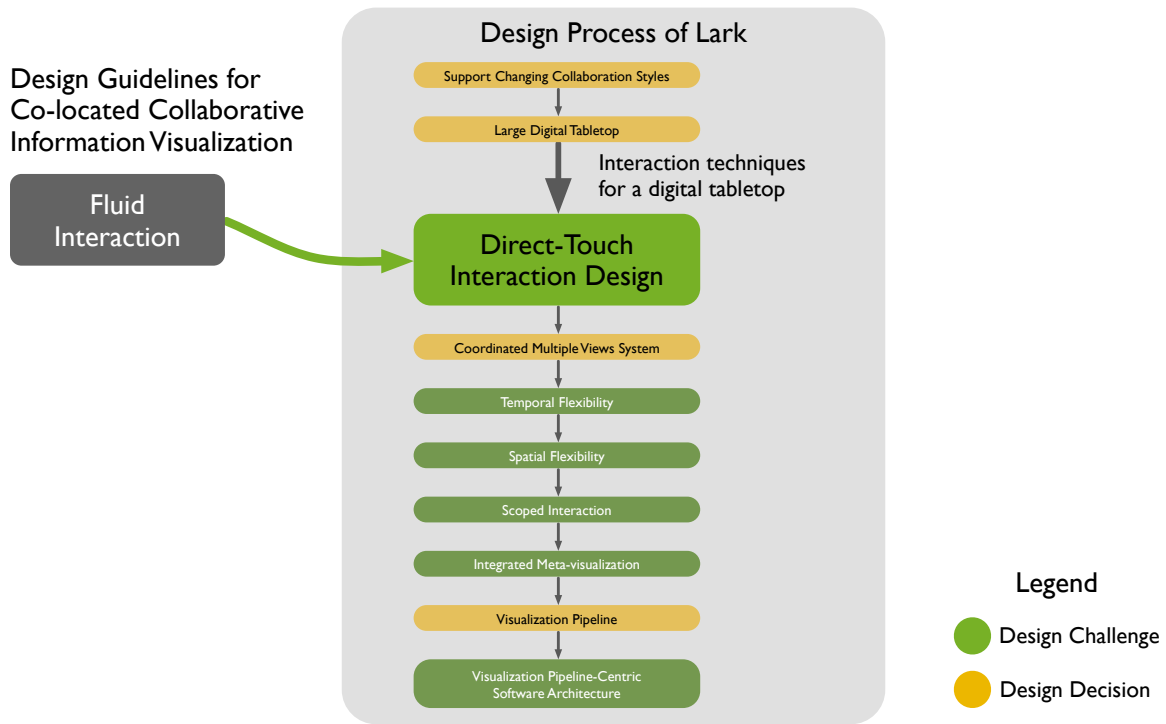 Design Process of Lark
Support Changing Collaboration Styles
Large Digital Tabletop
Design Guidelines for
Co-located Collaborative
Information Visualization
Interaction techniques
for a digital tabletop
Fluid
Interaction
Direct-Touch
Interaction Design
Coordinated Multiple Views System
Temporal Flexibility
Spatial Flexibility
Scoped Interaction
Integrated Meta-visualization
Visualization Pipeline
Visualization Pipeline-Centric
Software Architecture
Legend
Design Challenge
Design Decision